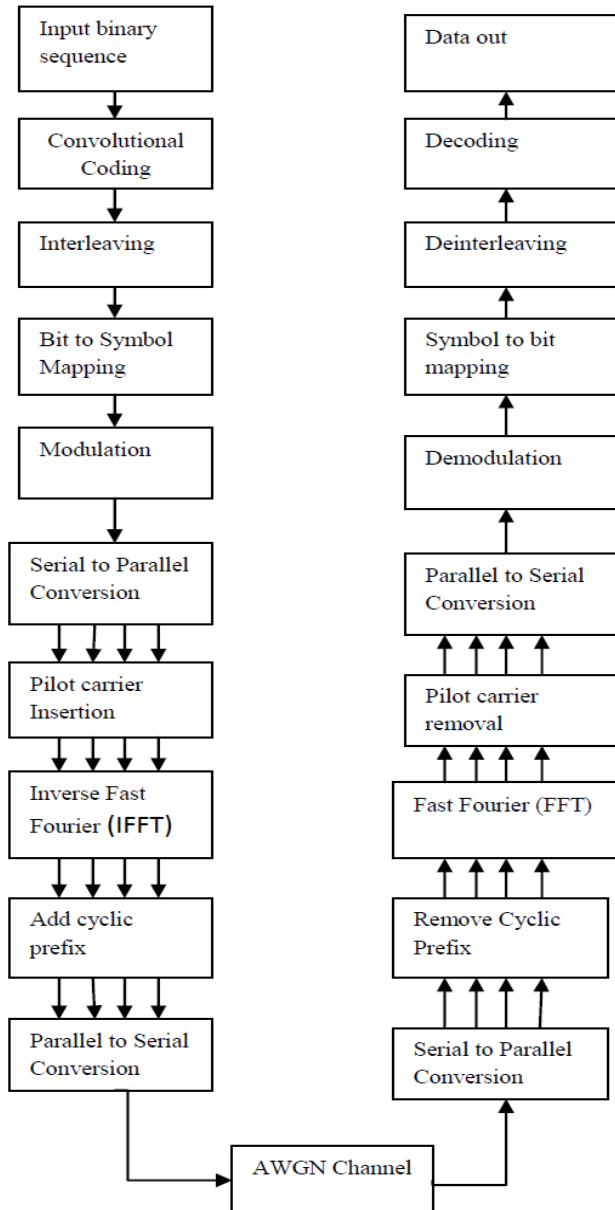 Input binary
sequence
Convolutional
Coding
Interleaving
Bit to Symbol
Mapping
Modulation
Serial to Parallel
Conversion
Pilot carrier
Insertion
Inverse Fast
Fourier (IFFT)
Add cyclic
prefix
Parallel to Serial
Conversion
AWGN Channel
Data out
Decoding
Deinterleaving
Symbol to bit
mapping
Demodulation
Parallel to Serial
Conversion
Pilot carrier
removal
Fast Fourier (FFT)
Remove Cyclic
Prefix
Serial to Parallel
Conversion